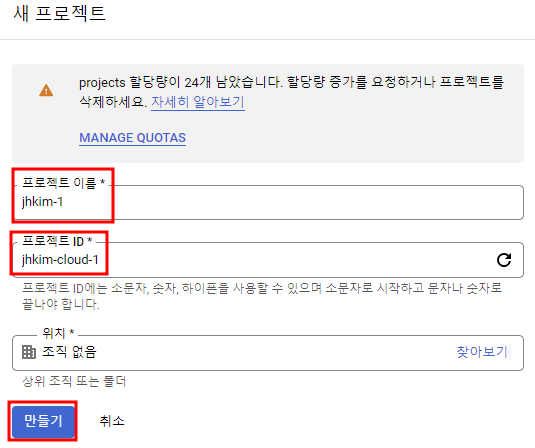 새 프로젝트
projects 할당량이 24개 남았습니다. 할당량 증가를 요청하거나 프로젝트를
삭제하세요. 자세히 알아보기
MANAGE QUOTAS
프로젝트 이름 *
jhkim-1
프로젝트 ID *
jhkim-cloud-1
프로젝트 ID에는 소문자, 숫자, 하이픈을 사용할 수 있으며 소문자로 시작하고 문자나 숫자로
끝나야 합니다.
위치 *
조직 없음 찾아보기
상위 조직 또는 폴더
만들기 취소